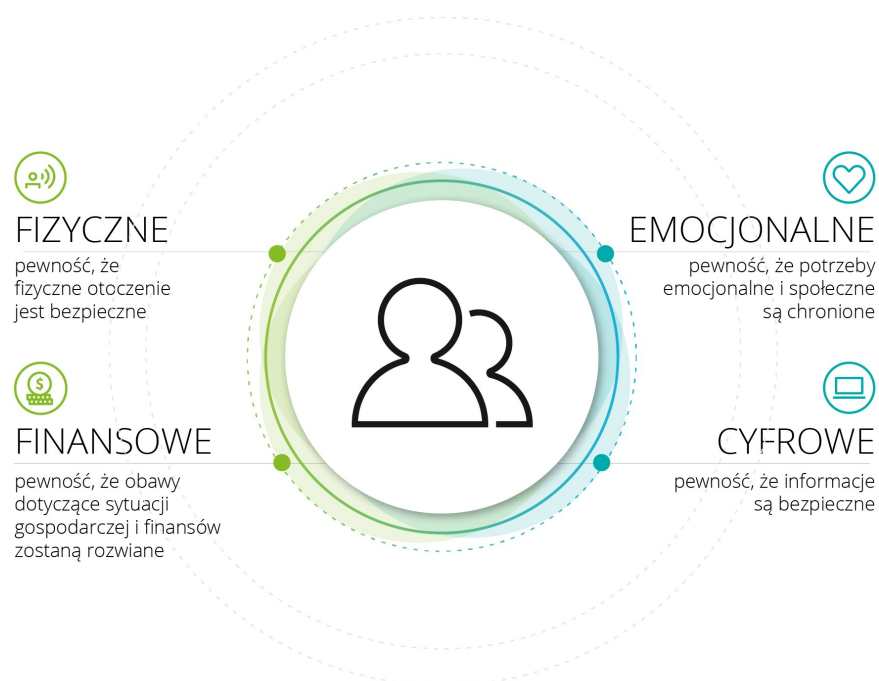 FIZYCZNE
pewność, że
fizyczne otoczenie
jest bezpieczne
EMOCJONALNE
pewność, że potrzeby
emocjonalne i społeczne
są chronione
$
FINANSOWE
pewność, że obawy
dotyczące sytuacji
gospodarczej i finansów
zostaną rozwiane
CYFROWE
pewność, że informacje
są bezpieczne